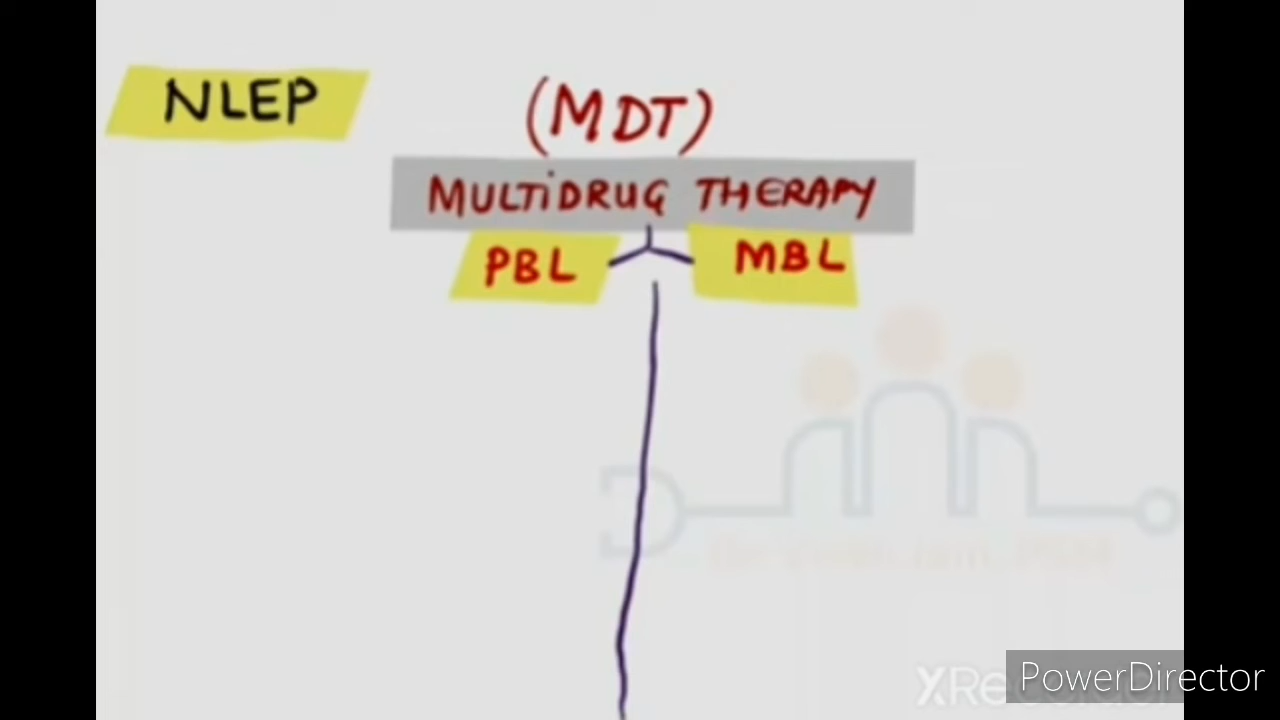 NLEP
(MDT)
MULTIDRUG THERAPY
PBL
MBL
PowerDirector